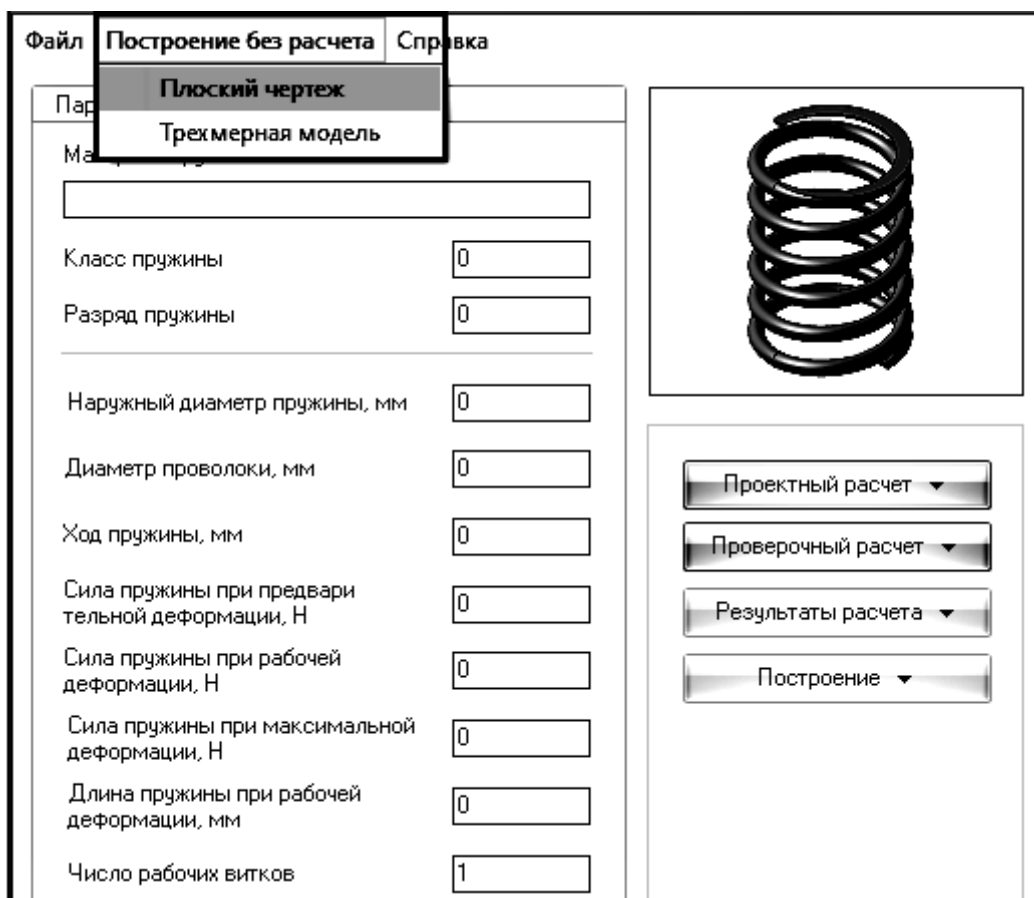 Файл Построение без расчета Справка
Плоский чертеж
Трехмерная модель
Класс пружины 0
Разряд пружины 0
Наружный диаметр пружины, мм 0
Диаметр проволоки, мм 0
Ход пружины, мм 0
Сила пружины при предвари
тельной деформации, Н 0
Сила пружины при рабочей
деформации, Н 0
Сила пружины при максимальной
деформации, Н 0
Длина пружины при рабочей
деформации, мм 0
Число рабочих витков 1
Проектный расчет
Проверочный расчет
Результаты расчета
Построение